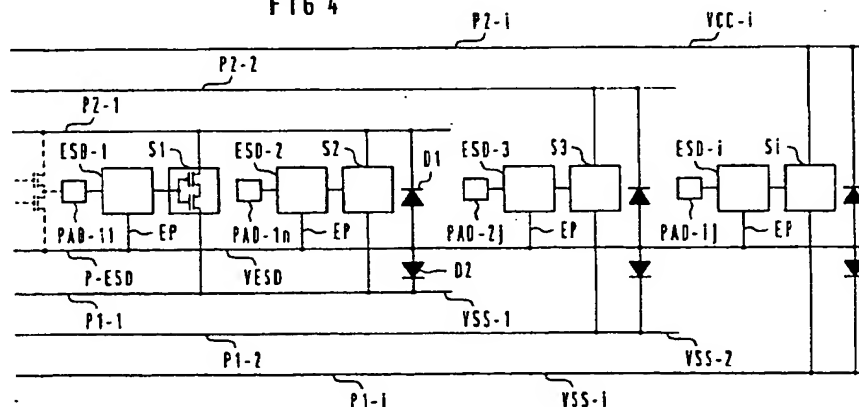 FIG 4
P2-i VCC-i
P2-2
P2-1
ESD-1 S1 ESD-2 S2 D1 ESD-3 S3 ESD-i Si
PAD-11 EP PAD-1n EP PAD-2j EP PAD-ij EP
P-ESD VESD D2
P1-1 VSS-1
P1-2 VSS-2
P1-i VSS-i